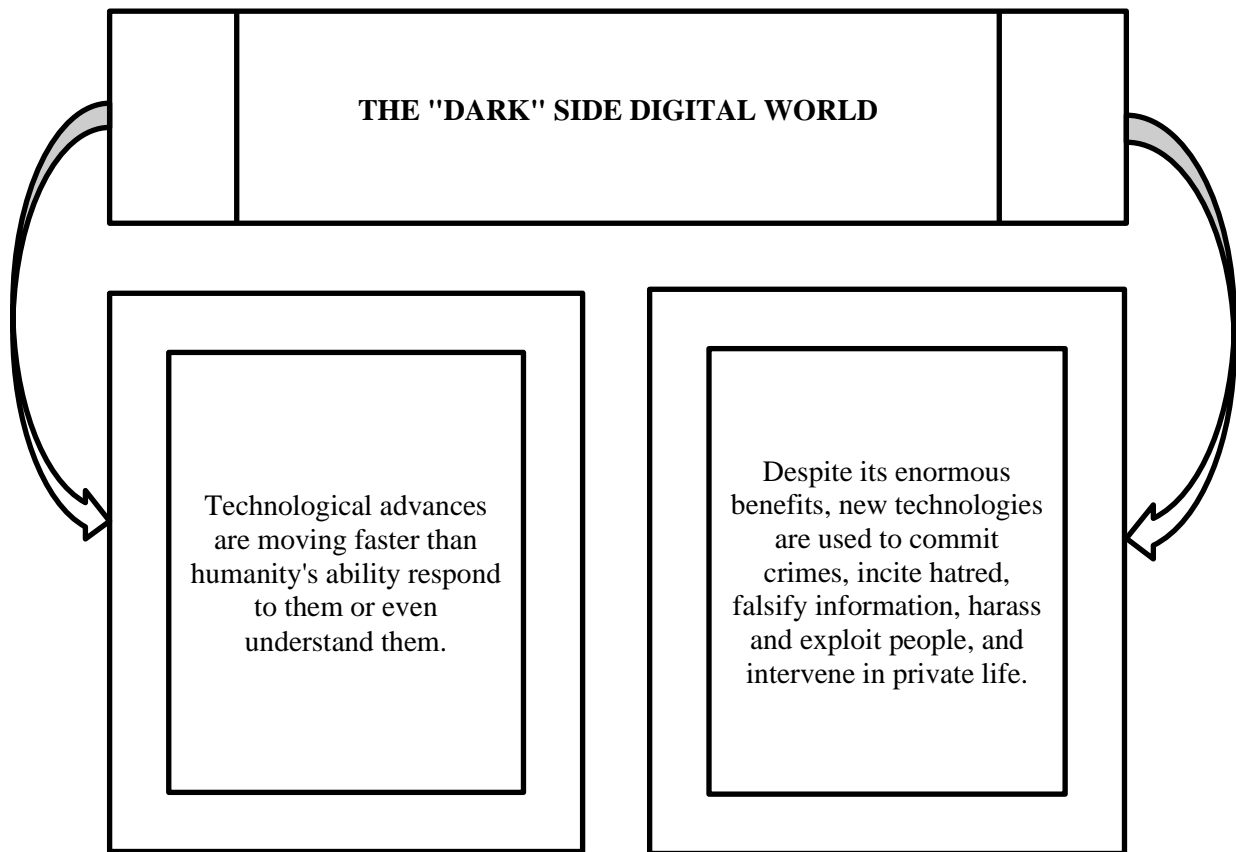 THE "DARK" SIDE DIGITAL WORLD
Technological advances
are moving faster than
humanity's ability respond
to them or even
understand them.
Despite its enormous
benefits, new technologies
are used to commit
crimes, incite hatred,
falsify information, harass
and exploit people, and
intervene in private life.